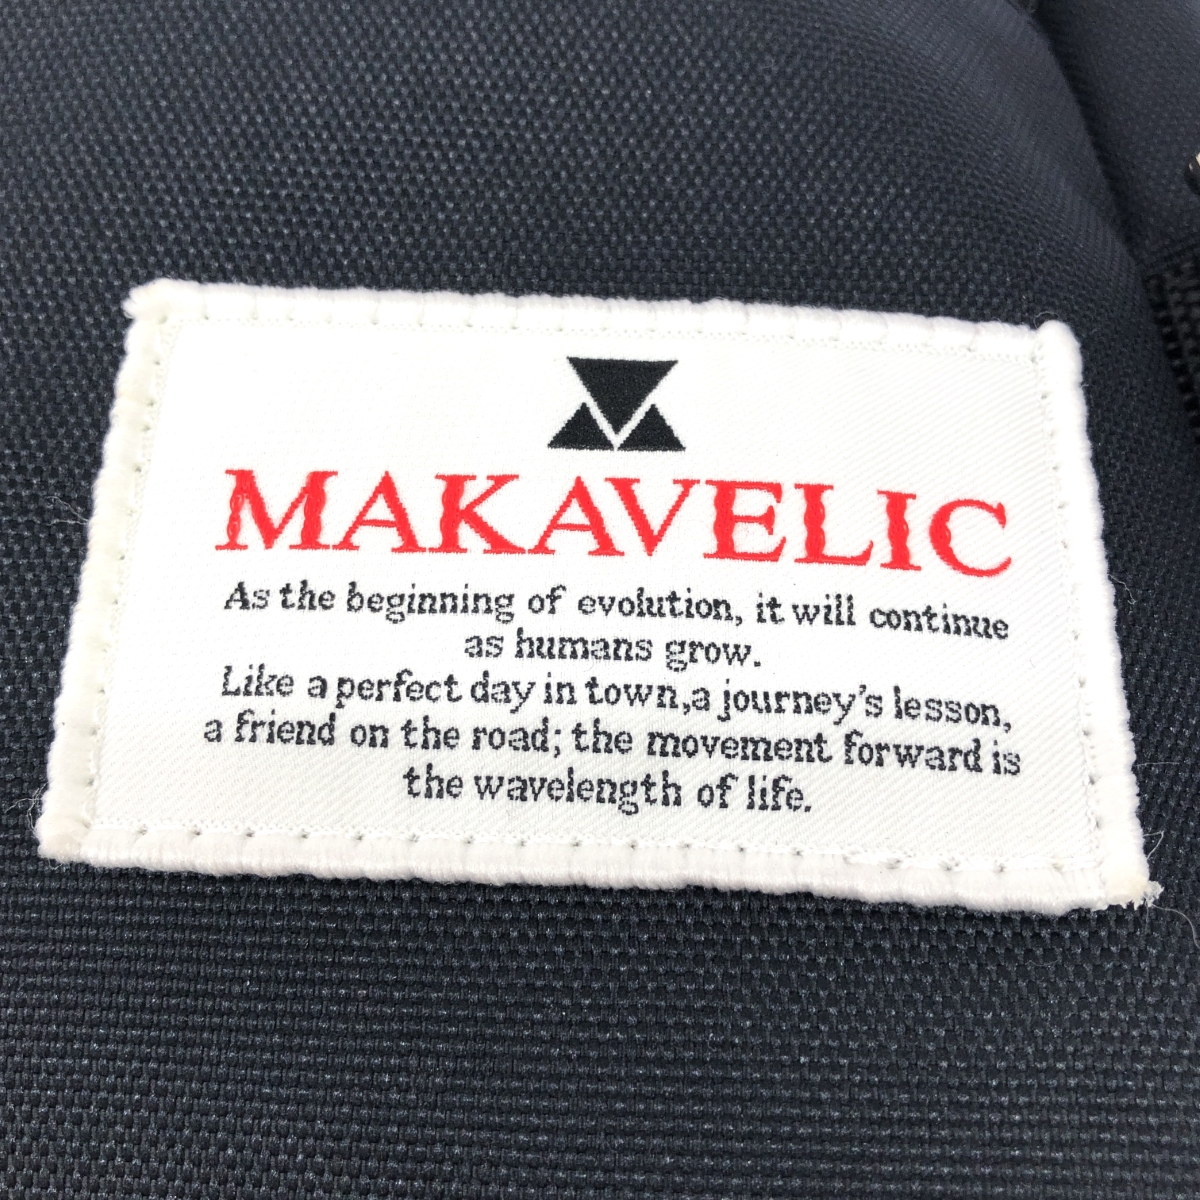 MAKAVELIC
As the beginning of evolution, it will continue
as humans grow.
Like a perfect day in town,a journey's lesson,
a friend on the road; the movement forward is
the wavelength of life.